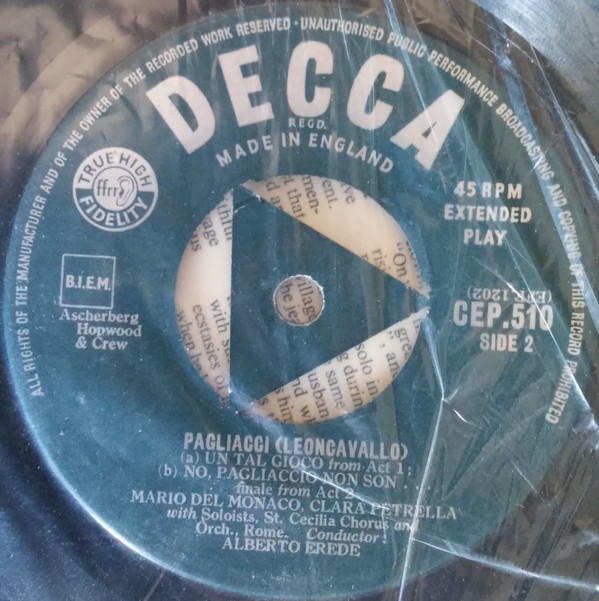 ALL RIGHTS OF THE MANUFACTURER AND OF THE OWNER OF THE RECORDED WORK RESERVED · UNAUTHORISED PUBLIC PERFORMANCE BROADCASTING AND COPYING OF THIS RECORD PROHIBITED
DECCA
REGD.
MADE IN ENGLAND
TRUE HIGH
ffrr
FIDELITY
45 RPM
EXTENDED
PLAY
B.I.E.M.
Ascherberg
Hopwood
& Crew
(EPF. 1202)
CEP.510
SIDE 2
PAGLIACCI (LEONCAVALLO)
(a) UN TAL GIOCO from Act 1;
(b) NO, PAGLIACCIO NON SON . . .
finale from Act 2
MARIO DEL MONACO, CLARA PETRELLA
with Soloists, St. Cecilia Chorus and
Orch., Rome. Conductor:
ALBERTO EREDE